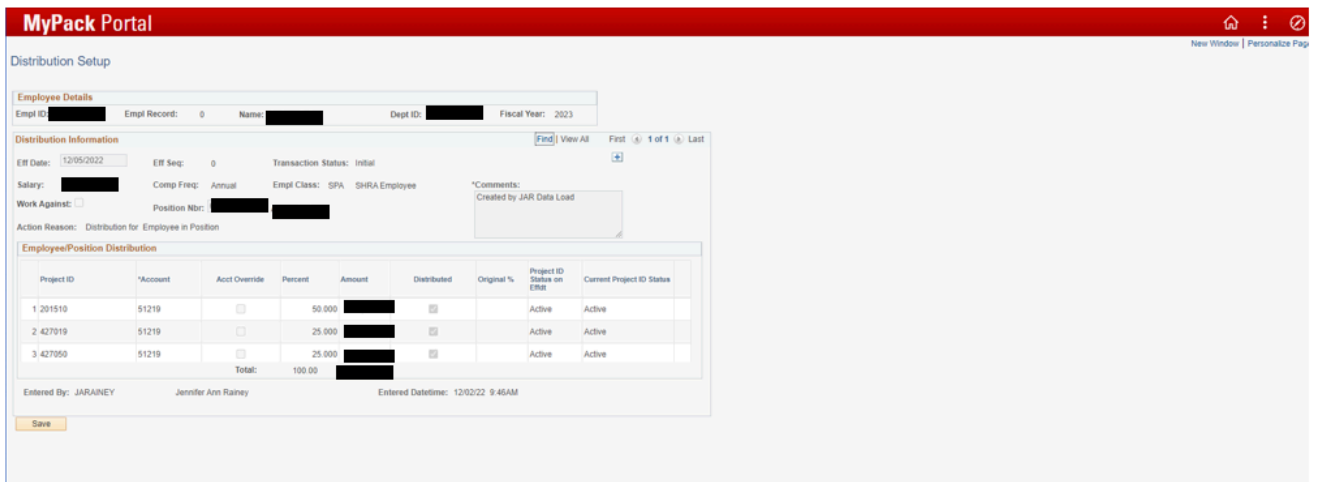 MyPack Portal
New Window | Personalize Page
Distribution Setup
Employee Details
Empl ID: Empl Record: 0 Name: Dept ID: Fiscal Year: 2023
Distribution Information Find | View All First 1 of 1 Last
Eff Date: 12/05/2022 Eff Seq: 0 Transaction Status: Initial
Salary: Comp Freq: Annual Empl Class: SPA SHRA Employee *Comments:
Created by JAR Data Load
Work Against: Position Nbr:
Action Reason: Distribution for Employee in Position
Employee/Position Distribution
Project ID *Account Acct Override Percent Amount Distributed Original % Project ID Status on Effdt Current Project ID Status
1 201510 51219 50.000 Active Active
2 427019 51219 25.000 Active Active
3 427050 51219 25.000 Active Active
Total: 100.00
Entered By: JARAINEY Jennifer Ann Rainey Entered Datetime: 12/02/22 9:46AM
Save